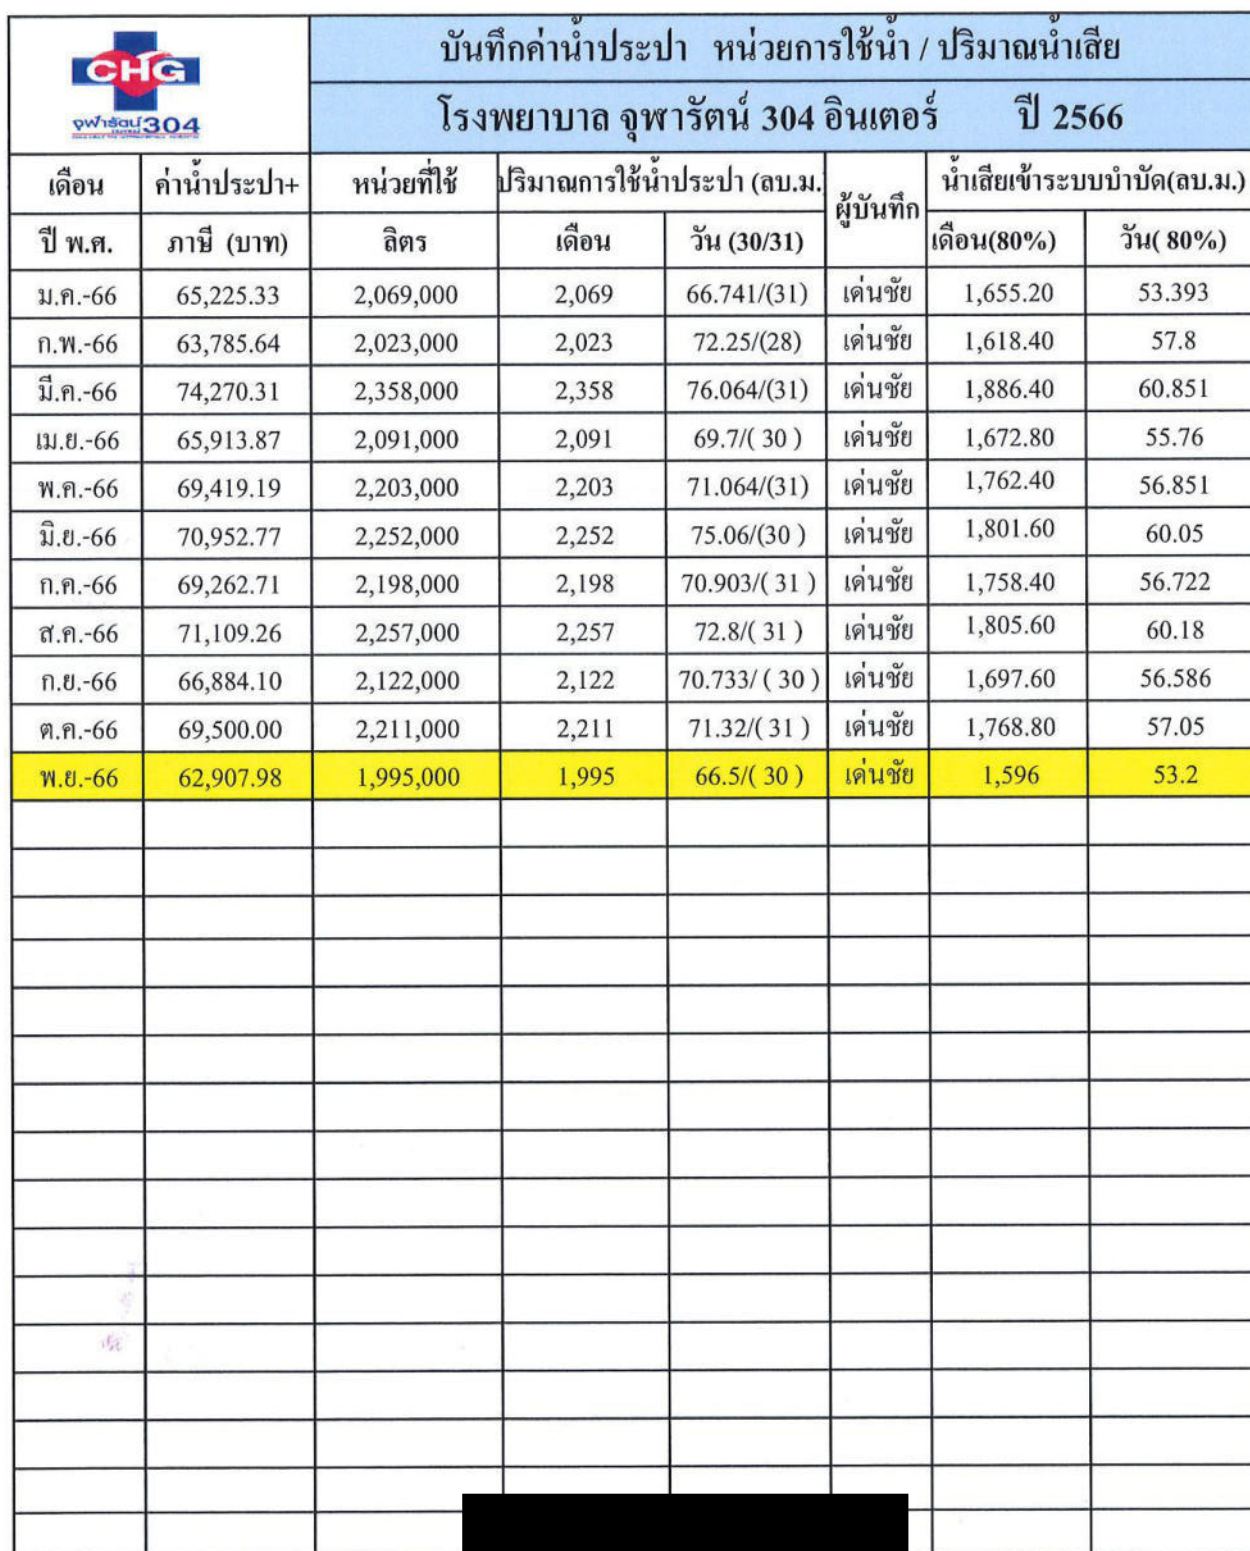 CHG
จุฬารัตน์304
บันทึกค่าน้ำประปา หน่วยการใช้น้ำ / ปริมาณน้ำเสีย
โรงพยาบาล จุฬารัตน์ 304 อินเตอร์ ปี 2566
เดือน ค่าน้ำประปา+ หน่วยที่ใช้ ปริมาณการใช้น้ำประปา (ลบ.ม. ผู้บันทึก น้ำเสียเข้าระบบบำบัด(ลบ.ม.)
ปี พ.ศ. ภาษี (บาท) ลิตร เดือน วัน (30/31) เดือน(80%) วัน( 80%)
ม.ค.-66 65,225.33 2,069,000 2,069 66.741/(31) เด่นชัย 1,655.20 53.393
ก.พ.-66 63,785.64 2,023,000 2,023 72.25/(28) เด่นชัย 1,618.40 57.8
มี.ค.-66 74,270.31 2,358,000 2,358 76.064/(31) เด่นชัย 1,886.40 60.851
เม.ย.-66 65,913.87 2,091,000 2,091 69.7/( 30 ) เด่นชัย 1,672.80 55.76
พ.ค.-66 69,419.19 2,203,000 2,203 71.064/(31) เด่นชัย 1,762.40 56.851
มิ.ย.-66 70,952.77 2,252,000 2,252 75.06/(30 ) เด่นชัย 1,801.60 60.05
ก.ค.-66 69,262.71 2,198,000 2,198 70.903/( 31 ) เด่นชัย 1,758.40 56.722
ส.ค.-66 71,109.26 2,257,000 2,257 72.8/( 31 ) เด่นชัย 1,805.60 60.18
ก.ย.-66 66,884.10 2,122,000 2,122 70.733/ ( 30 ) เด่นชัย 1,697.60 56.586
ต.ค.-66 69,500.00 2,211,000 2,211 71.32/( 31 ) เด่นชัย 1,768.80 57.05
พ.ย.-66 62,907.98 1,995,000 1,995 66.5/( 30 ) เด่นชัย 1,596 53.2